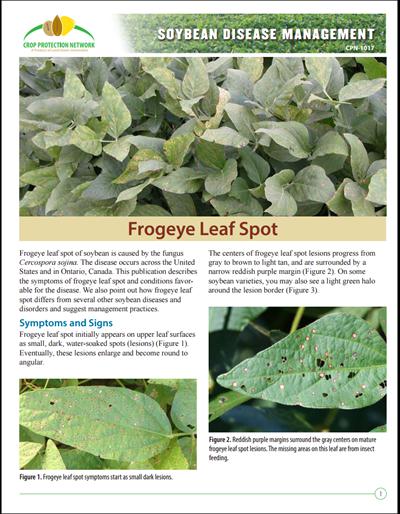 SOYBEAN DISEASE MANAGEMENT
CPN-1017
CROP PROTECTION NETWORK
Frogeye Leaf Spot
Frogeye leaf spot of soybean is caused by the fungus
Cercospora sojina. The disease occurs across the United
States and in Ontario, Canada. This publication describes
the symptoms of frogeye leaf spot and conditions favor-
able for the disease. We also point out how frogeye leaf
spot differs from several other soybean diseases and
disorders and suggest management practices.
Symptoms and Signs
Frogeye leaf spot initially appears on upper leaf surfaces
as small, dark, water-soaked spots (lesions) (Figure 1).
Eventually, these lesions enlarge and become round to
angular.
Figure 1. Frogeye leaf spot symptoms start as small dark lesions.
The centers of frogeye leaf spot lesions progress from
gray to brown to light tan, and are surrounded by a
narrow reddish purple margin (Figure 2). On some
soybean varieties, you may also see a light green halo
around the lesion border (Figure 3).
Figure 2. Reddish purple margins surround the gray centers on mature
frogeye leaf spot lesions. The missing areas on this leaf are from insect
feeding.
1